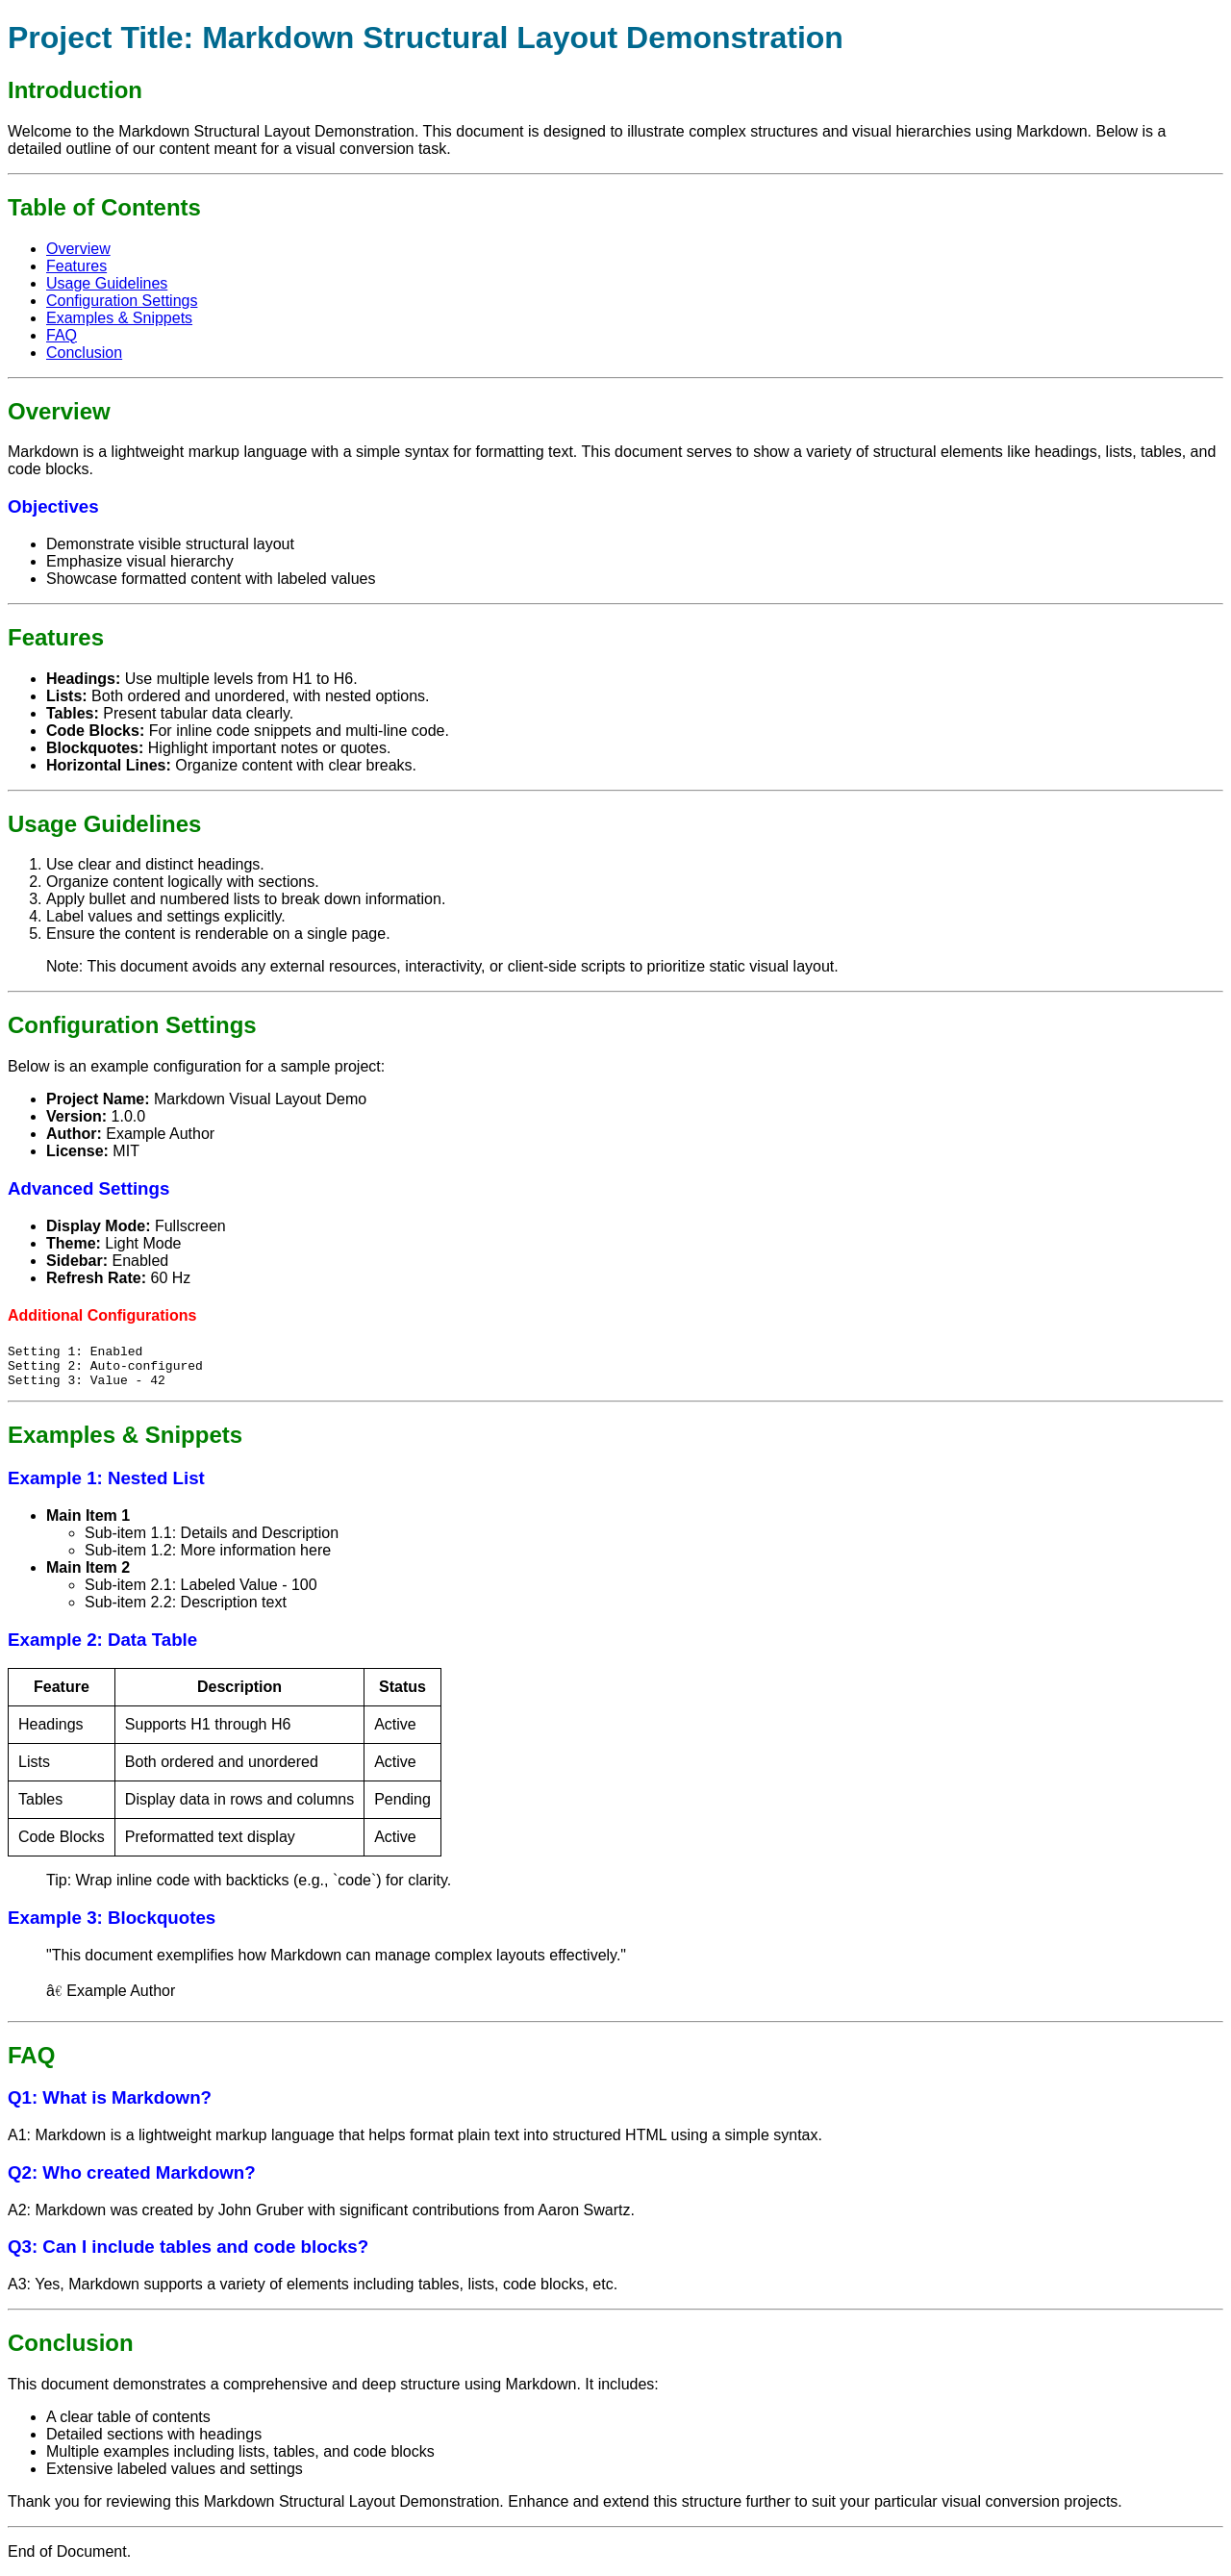 Project Title: Markdown Structural Layout Demonstration
Introduction
Welcome to the Markdown Structural Layout Demonstration. This document is designed to illustrate complex structures and visual hierarchies using Markdown. Below is a
detailed outline of our content meant for a visual conversion task.
Table of Contents
• Overview
• Features
• Usage Guidelines
• Configuration Settings
• Examples & Snippets
• FAQ
• Conclusion
Overview
Markdown is a lightweight markup language with a simple syntax for formatting text. This document serves to show a variety of structural elements like headings, lists, tables, and
code blocks.
Objectives
• Demonstrate visible structural layout
• Emphasize visual hierarchy
• Showcase formatted content with labeled values
Features
• Headings: Use multiple levels from H1 to H6.
• Lists: Both ordered and unordered, with nested options.
• Tables: Present tabular data clearly.
• Code Blocks: For inline code snippets and multi-line code.
• Blockquotes: Highlight important notes or quotes.
• Horizontal Lines: Organize content with clear breaks.
Usage Guidelines
1. Use clear and distinct headings.
2. Organize content logically with sections.
3. Apply bullet and numbered lists to break down information.
4. Label values and settings explicitly.
5. Ensure the content is renderable on a single page.
Note: This document avoids any external resources, interactivity, or client-side scripts to prioritize static visual layout.
Configuration Settings
Below is an example configuration for a sample project:
• Project Name: Markdown Visual Layout Demo
• Version: 1.0.0
• Author: Example Author
• License: MIT
Advanced Settings
• Display Mode: Fullscreen
• Theme: Light Mode
• Sidebar: Enabled
• Refresh Rate: 60 Hz
Additional Configurations
Setting 1: Enabled
Setting 2: Auto-configured
Setting 3: Value - 42
Examples & Snippets
Example 1: Nested List
• Main Item 1
◦ Sub-item 1.1: Details and Description
◦ Sub-item 1.2: More information here
• Main Item 2
◦ Sub-item 2.1: Labeled Value - 100
◦ Sub-item 2.2: Description text
Example 2: Data Table
Feature Description Status
Headings Supports H1 through H6 Active
Lists Both ordered and unordered Active
Tables Display data in rows and columns Pending
Code Blocks Preformatted text display Active
Tip: Wrap inline code with backticks (e.g., `code`) for clarity.
Example 3: Blockquotes
"This document exemplifies how Markdown can manage complex layouts effectively."
â€ Example Author
FAQ
Q1: What is Markdown?
A1: Markdown is a lightweight markup language that helps format plain text into structured HTML using a simple syntax.
Q2: Who created Markdown?
A2: Markdown was created by John Gruber with significant contributions from Aaron Swartz.
Q3: Can I include tables and code blocks?
A3: Yes, Markdown supports a variety of elements including tables, lists, code blocks, etc.
Conclusion
This document demonstrates a comprehensive and deep structure using Markdown. It includes:
• A clear table of contents
• Detailed sections with headings
• Multiple examples including lists, tables, and code blocks
• Extensive labeled values and settings
Thank you for reviewing this Markdown Structural Layout Demonstration. Enhance and extend this structure further to suit your particular visual conversion projects.
End of Document.